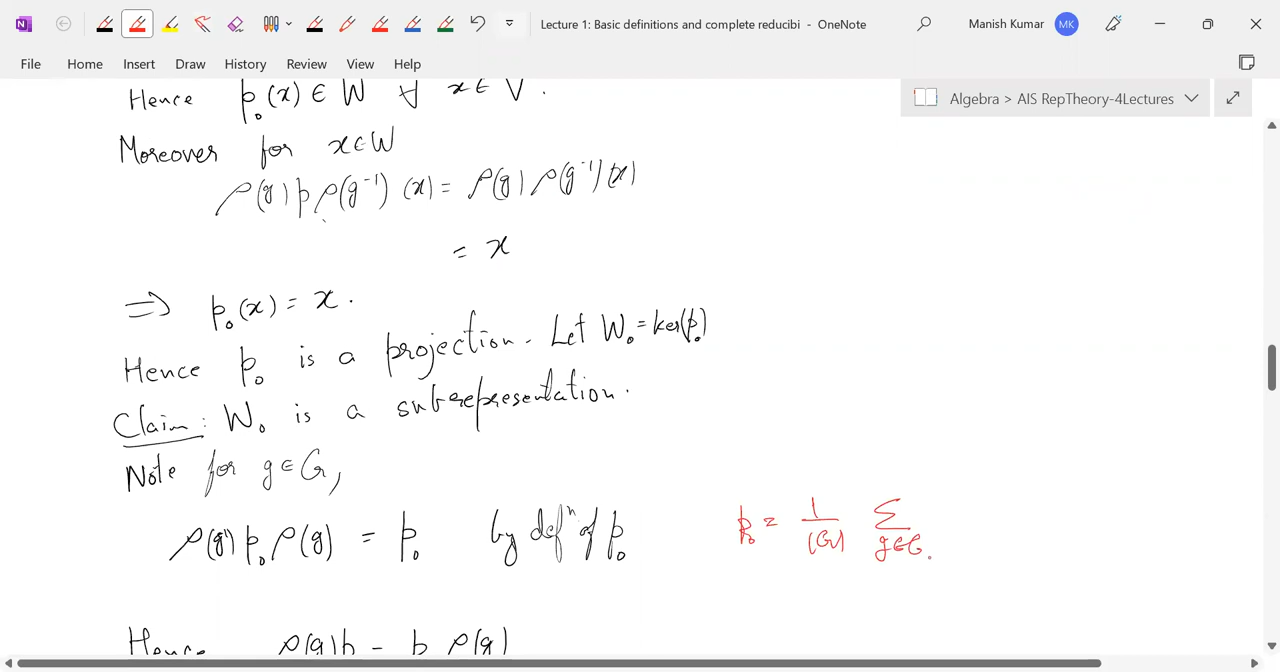 Lecture 1: Basic definitions and complete reducibi - OneNote
Manish Kumar MK
File Home Insert Draw History Review View Help
Algebra > AIS RepTheory-4Lectures
Hence p₀(x) ∈ W ∀ x ∈ V.
Moreover for x∈W
ρ(g) p ρ(g⁻¹) (x) = ρ(g) ρ(g⁻¹)(x)
= x
⟹ p₀(x) = x.
Hence p₀ is a projection. Let W₀ = ker(p₀)
Claim: W₀ is a subrepresentation.
Note for g∈G,
ρ(g⁻¹) p₀ ρ(g) = p₀ by defⁿ of p₀
p₀ = 1/|G| Σ g∈G.
Hence ρ(g)p = p ρ(g)